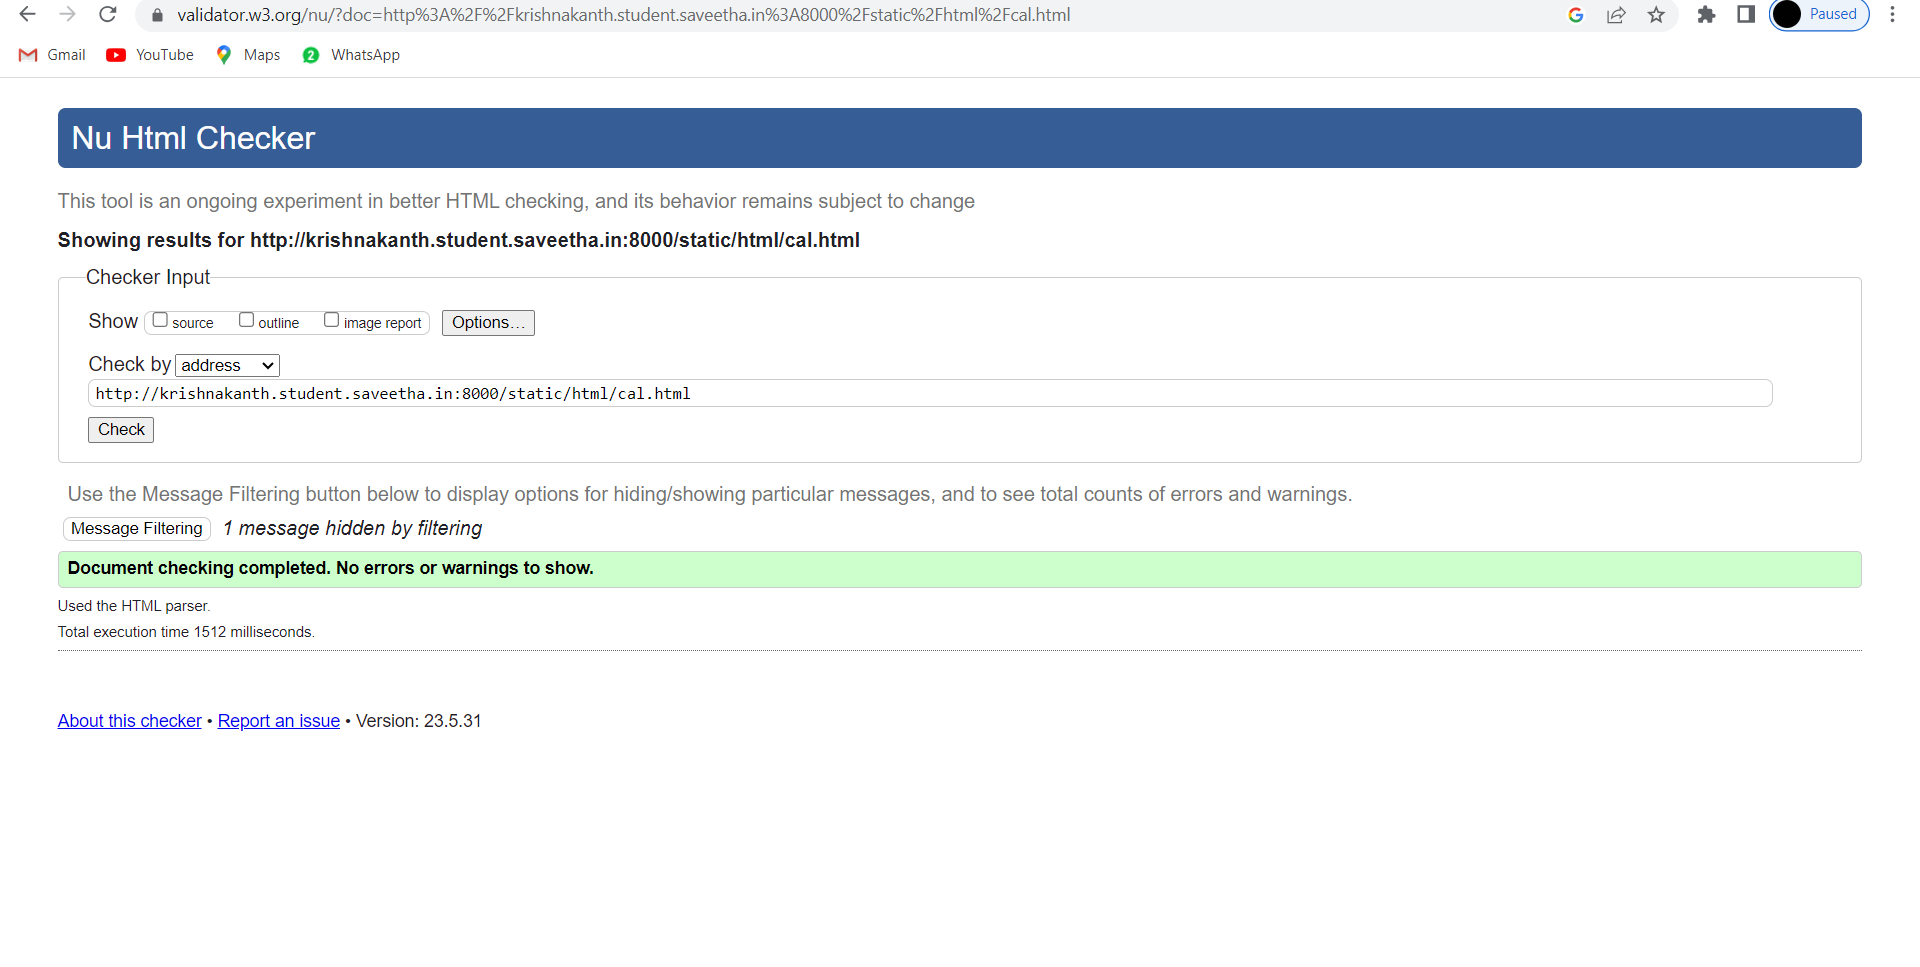 validator.w3.org/nu/?doc=http%3A%2F%2Fkrishnakanth.student.saveetha.in%3A8000%2Fstatic%2Fhtml%2Fcal.html
Paused
Gmail YouTube Maps 2 WhatsApp
Nu Html Checker
This tool is an ongoing experiment in better HTML checking, and its behavior remains subject to change
Showing results for http://krishnakanth.student.saveetha.in:8000/static/html/cal.html
Checker Input
Show source outline image report Options…
Check by address
http://krishnakanth.student.saveetha.in:8000/static/html/cal.html
Check
Use the Message Filtering button below to display options for hiding/showing particular messages, and to see total counts of errors and warnings.
Message Filtering 1 message hidden by filtering
Document checking completed. No errors or warnings to show.
Used the HTML parser.
Total execution time 1512 milliseconds.
About this checker • Report an issue • Version: 23.5.31